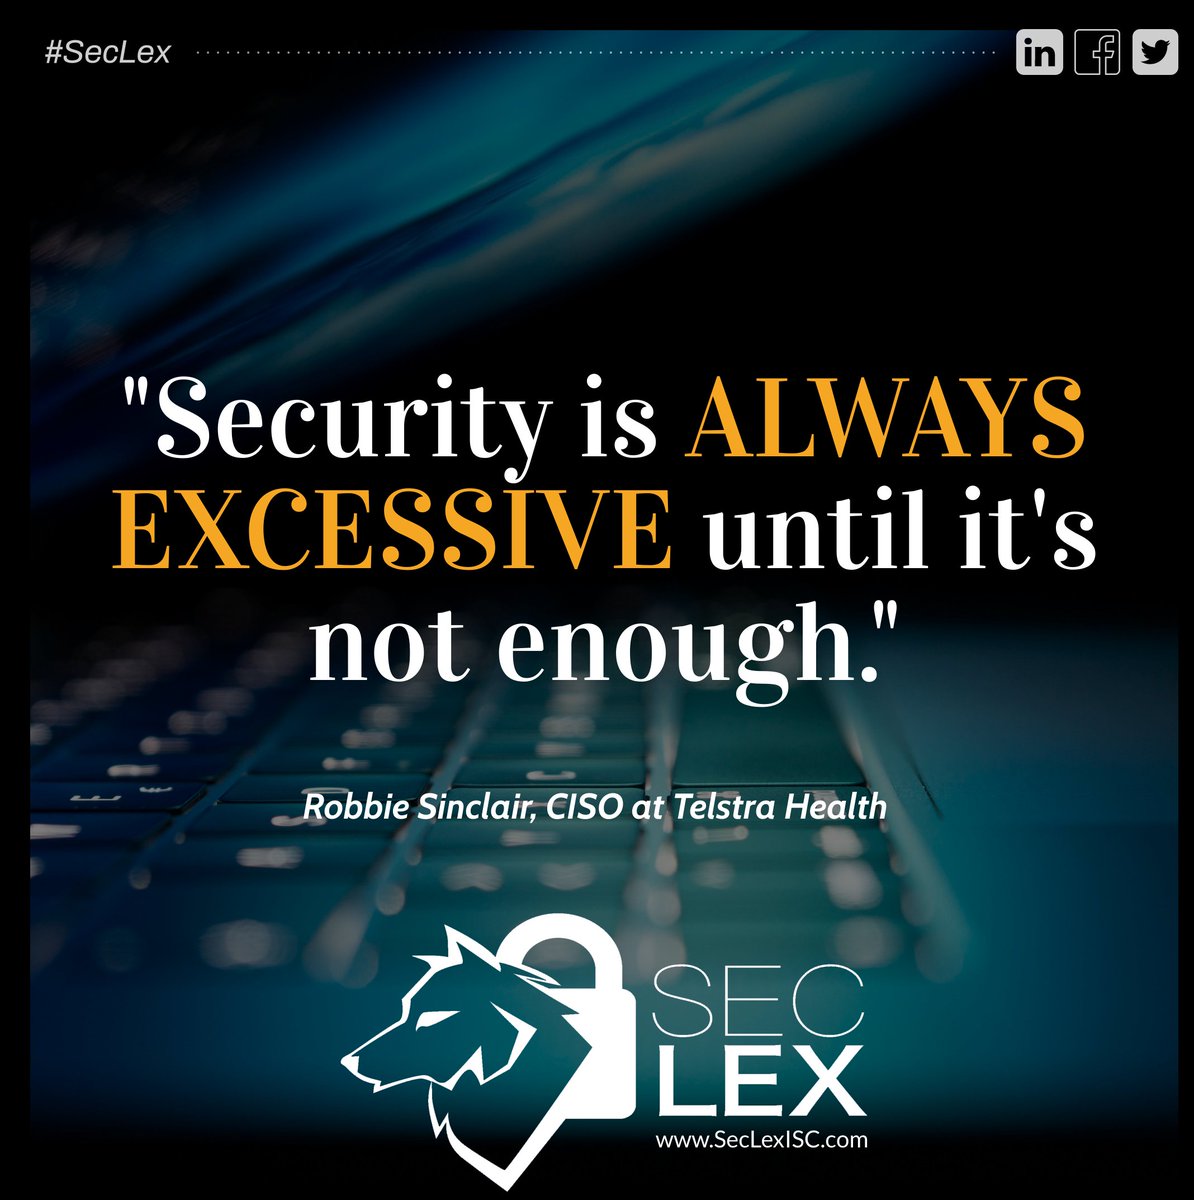 #SecLex
in
"Security is ALWAYS
EXCESSIVE until it's
not enough."
Robbie Sinclair, CISO at Telstra Health
SEC
LEX
www.SecLexISC.com